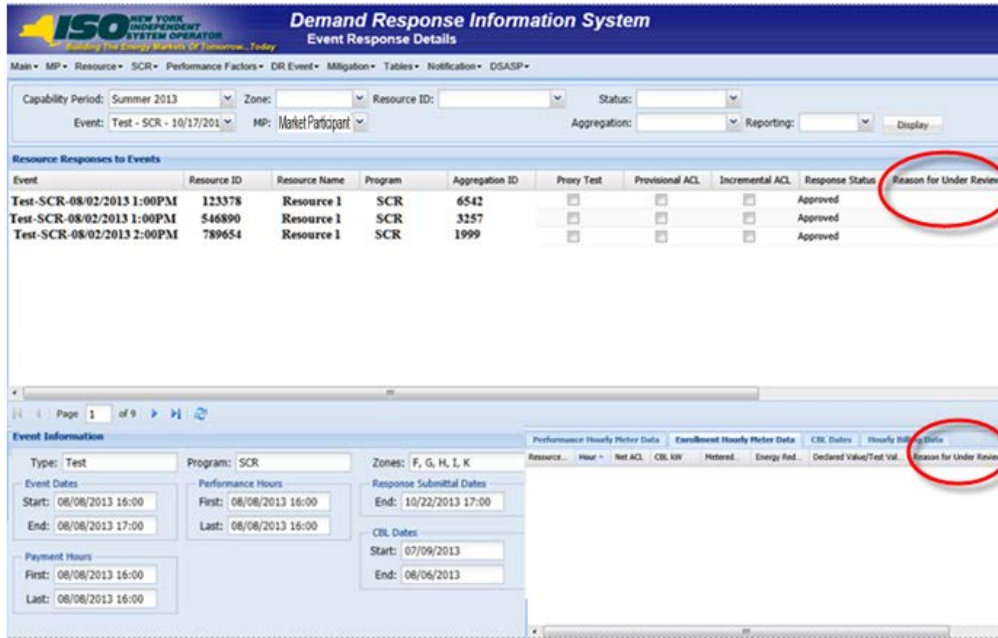 NEW YORK
INDEPENDENT
SYSTEM OPERATOR
ISO
Building The Energy Markets Of Tomorrow...Today
Demand Response Information System
Event Response Details
Main MP Resource SCR Performance Factors DR Event Mitigation Tables Notification DSASP
Capability Period: Summer 2013 Zone: Resource ID: Status:
Event: Test - SCR - 10/17/201 MP: Market Participant Aggregation: Reporting: Display
Resource Responses to Events
Event Resource ID Resource Name Program Aggregation ID Proxy Test Provisional ACL Incremental ACL Response Status Reason for Under Review
Test-SCR-08/02/2013 1:00PM 123378 Resource 1 SCR 6542 Approved
Test-SCR-08/02/2013 1:00PM 546890 Resource 1 SCR 3257 Approved
Test-SCR-08/02/2013 2:00PM 789654 Resource 1 SCR 1999 Approved
Page 1 of 9
Event Information
Type: Test Program: SCR Zones: F, G, H, I, K
Event Dates Performance Hours Response Submittal Dates
Start: 08/08/2013 16:00 First: 08/08/2013 16:00 End: 10/22/2013 17:00
End: 08/08/2013 17:00 Last: 08/08/2013 16:00
CBL Dates
Payment Hours Start: 07/09/2013
First: 08/08/2013 16:00 End: 08/06/2013
Last: 08/08/2013 16:00
Performance Hourly Meter Data Enrollment Hourly Meter Data CBL Dates Hourly Billing Data
Resource... Hour Net ACL CBL kW Metered... Energy Red... Declared Value/Test Val... Reason for Under Review